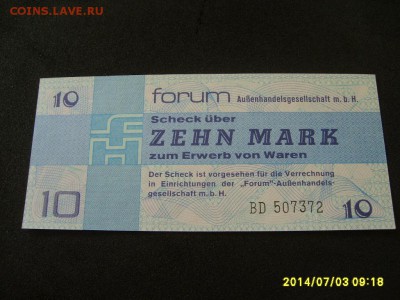 COINS.LAVE.RU
10 forum Außenhandelsgesellschaft m. b. H.
Scheck über
ZEHN MARK
zum Erwerb von Waren
Der Scheck ist vorgesehen für die Verrechnung
in Einrichtungen der „Forum"-Außenhandels-
gesellschaft m. b. H.
10 BD 507372 10
2014/07/03 09:18